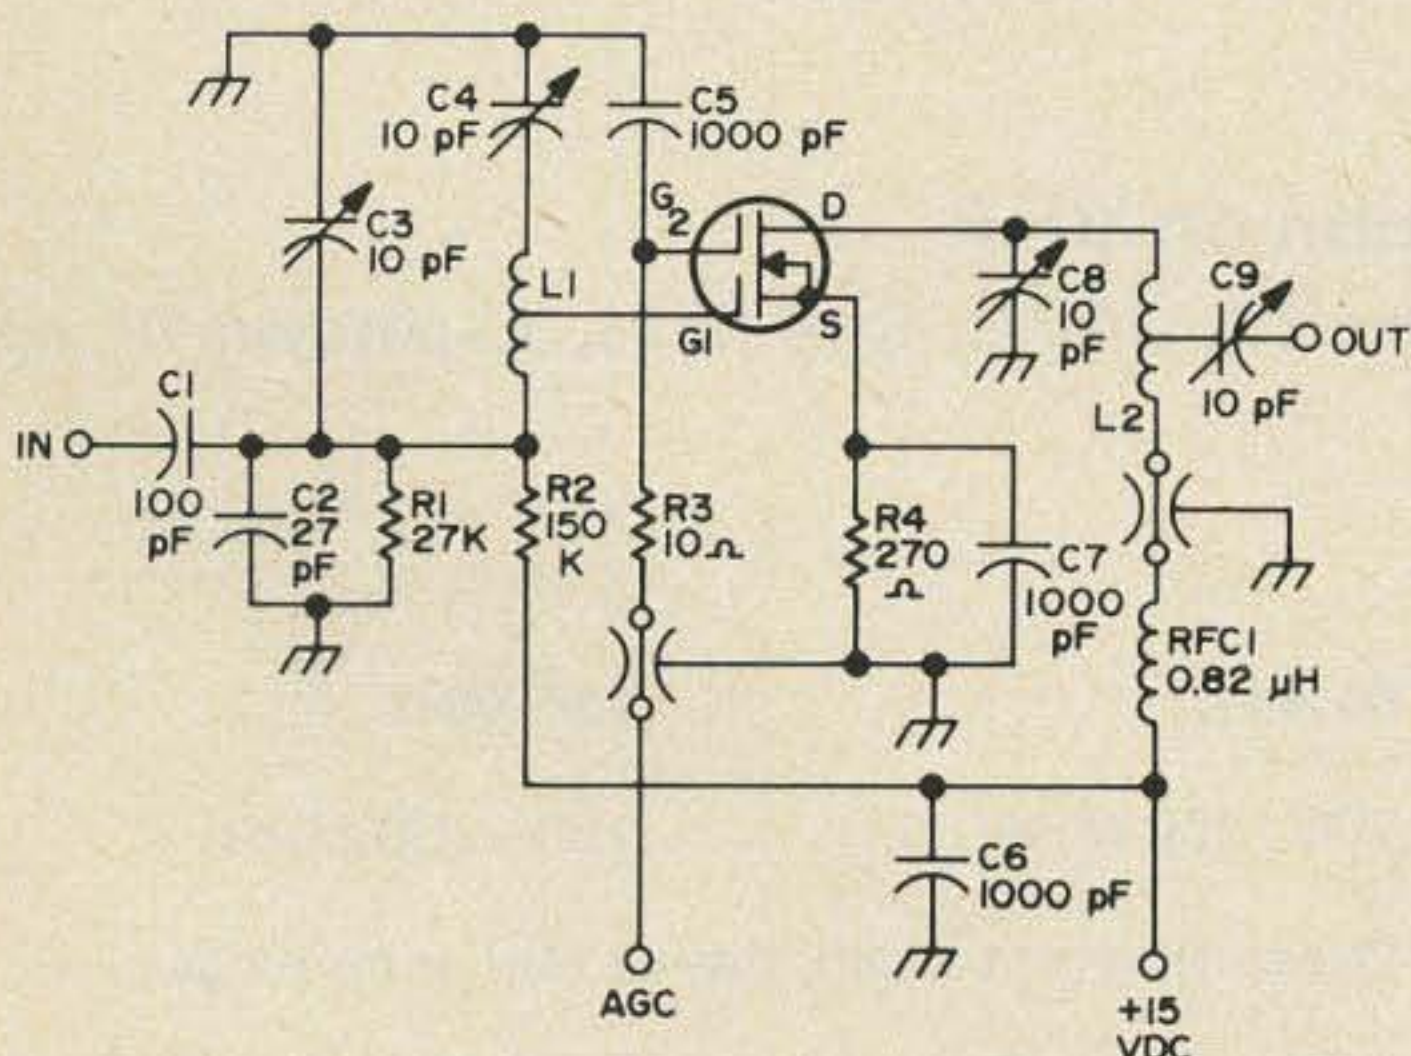 C4
10 pF
C5
1000 pF
C3
10 pF
G2
D
L1
G1
S
C8
10
pF
C9
OUT
10 pF
L2
C1
IN
100
pF
C2
27
pF
R1
27K
R2
150
K
R3
10Ω
R4
270
Ω
C7
1000
pF
RFC1
0.82 µH
C6
1000 pF
AGC
+15
VDC